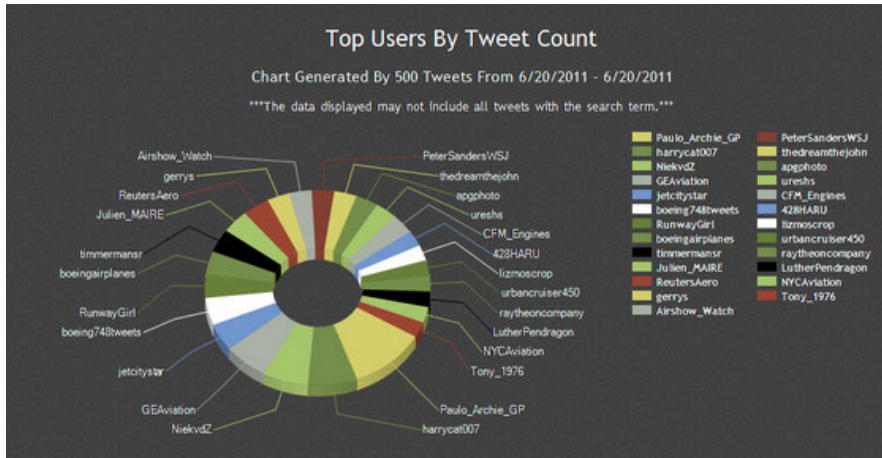 Top Users By Tweet Count
Chart Generated By 500 Tweets From 6/20/2011 - 6/20/2011
***The data displayed may not include all tweets with the search term.***
Airshow_Watch
gerrys
ReutersAero
Julien_MAIRE
timmermansr
boeingairplanes
RunwayGirl
boeing748tweets
jetcitystar
GEAviation
NiekvdZ
PeterSandersWSJ
thedreamthejohn
apgphoto
ureshs
CFM_Engines
428HARU
lizmoscrop
urbancruiser450
raytheoncompany
LutherPendragon
NYCAviation
Tony_1976
Paulo_Archie_GP
harrycat007
Paulo_Archie_GP PeterSandersWSJ
harrycat007 thedreamthejohn
NiekvdZ apgphoto
GEAviation ureshs
jetcitystar CFM_Engines
boeing748tweets 428HARU
RunwayGirl lizmoscrop
boeingairplanes urbancruiser450
timmermansr raytheoncompany
Julien_MAIRE LutherPendragon
ReutersAero NYCAviation
gerrys Tony_1976
Airshow_Watch